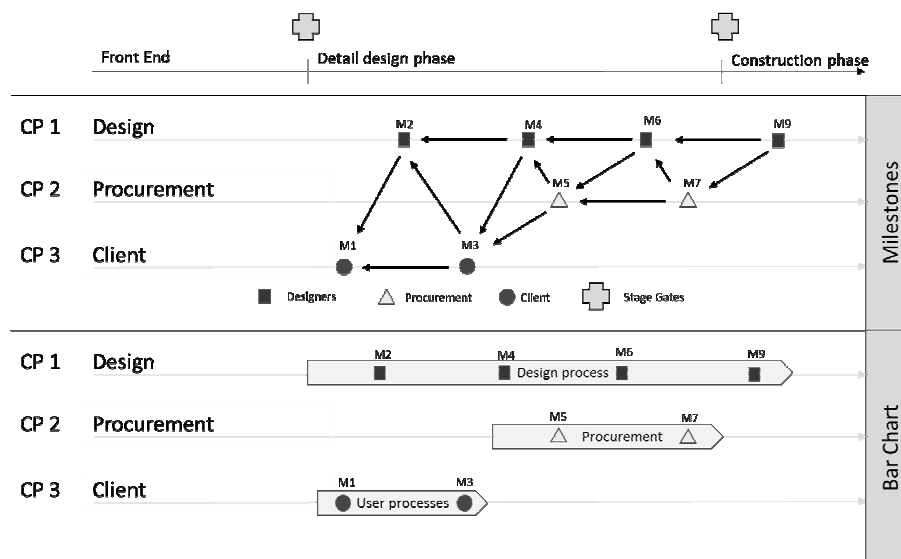 Front End
Detail design phase
Construction phase
CP 1 Design
M2
M4
M6
M9
CP 2 Procurement
M5
M7
CP 3 Client
M1
M3
Designers
Procurement
Client
Stage Gates
Milestones
CP 1 Design
M2
M4
M6
M9
Design process
CP 2 Procurement
M5
M7
Procurement
CP 3 Client
M1
M3
User processes
Bar Chart